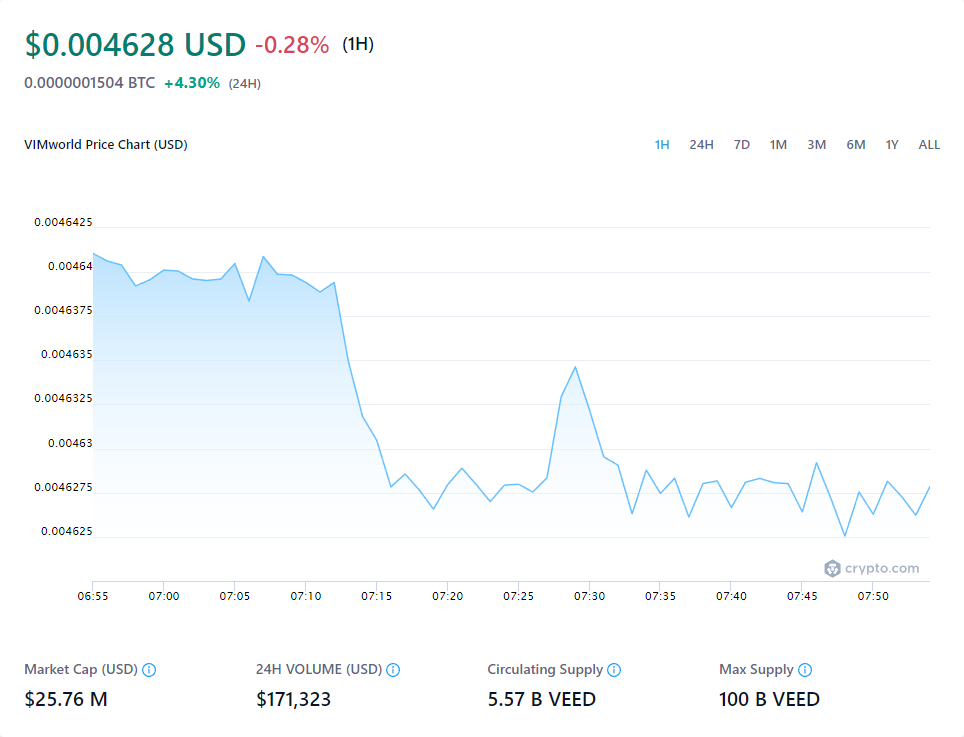 $0.004628 USD -0.28% (1H)
0.0000001504 BTC +4.30% (24H)
VIMworld Price Chart (USD) 1H 24H 7D 1M 3M 6M 1Y ALL
0.0046425
0.00464
0.0046375
0.004635
0.0046325
0.00463
0.0046275
0.004625
crypto.com
06:55 07:00 07:05 07:10 07:15 07:20 07:25 07:30 07:35 07:40 07:45 07:50
Market Cap (USD) 24H VOLUME (USD) Circulating Supply Max Supply
$25.76 M $171,323 5.57 B VEED 100 B VEED